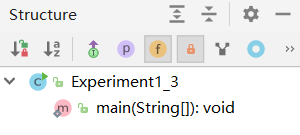 Structure
Experiment1_3
main(String[]): void